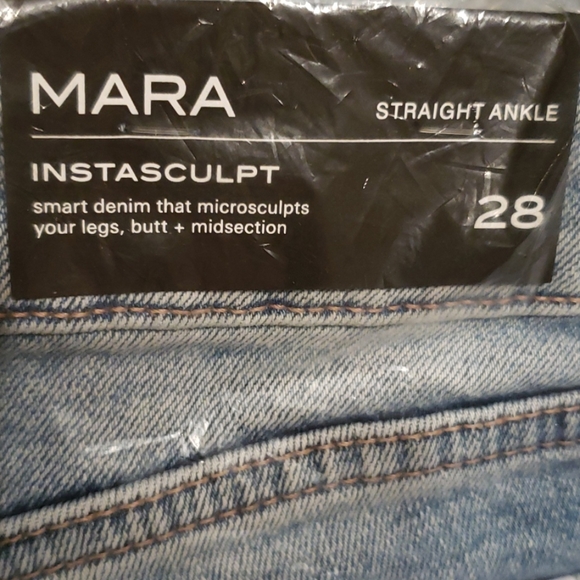 MARA
STRAIGHT ANKLE
INSTASCULPT
smart denim that microsculpts
your legs, butt + midsection
28